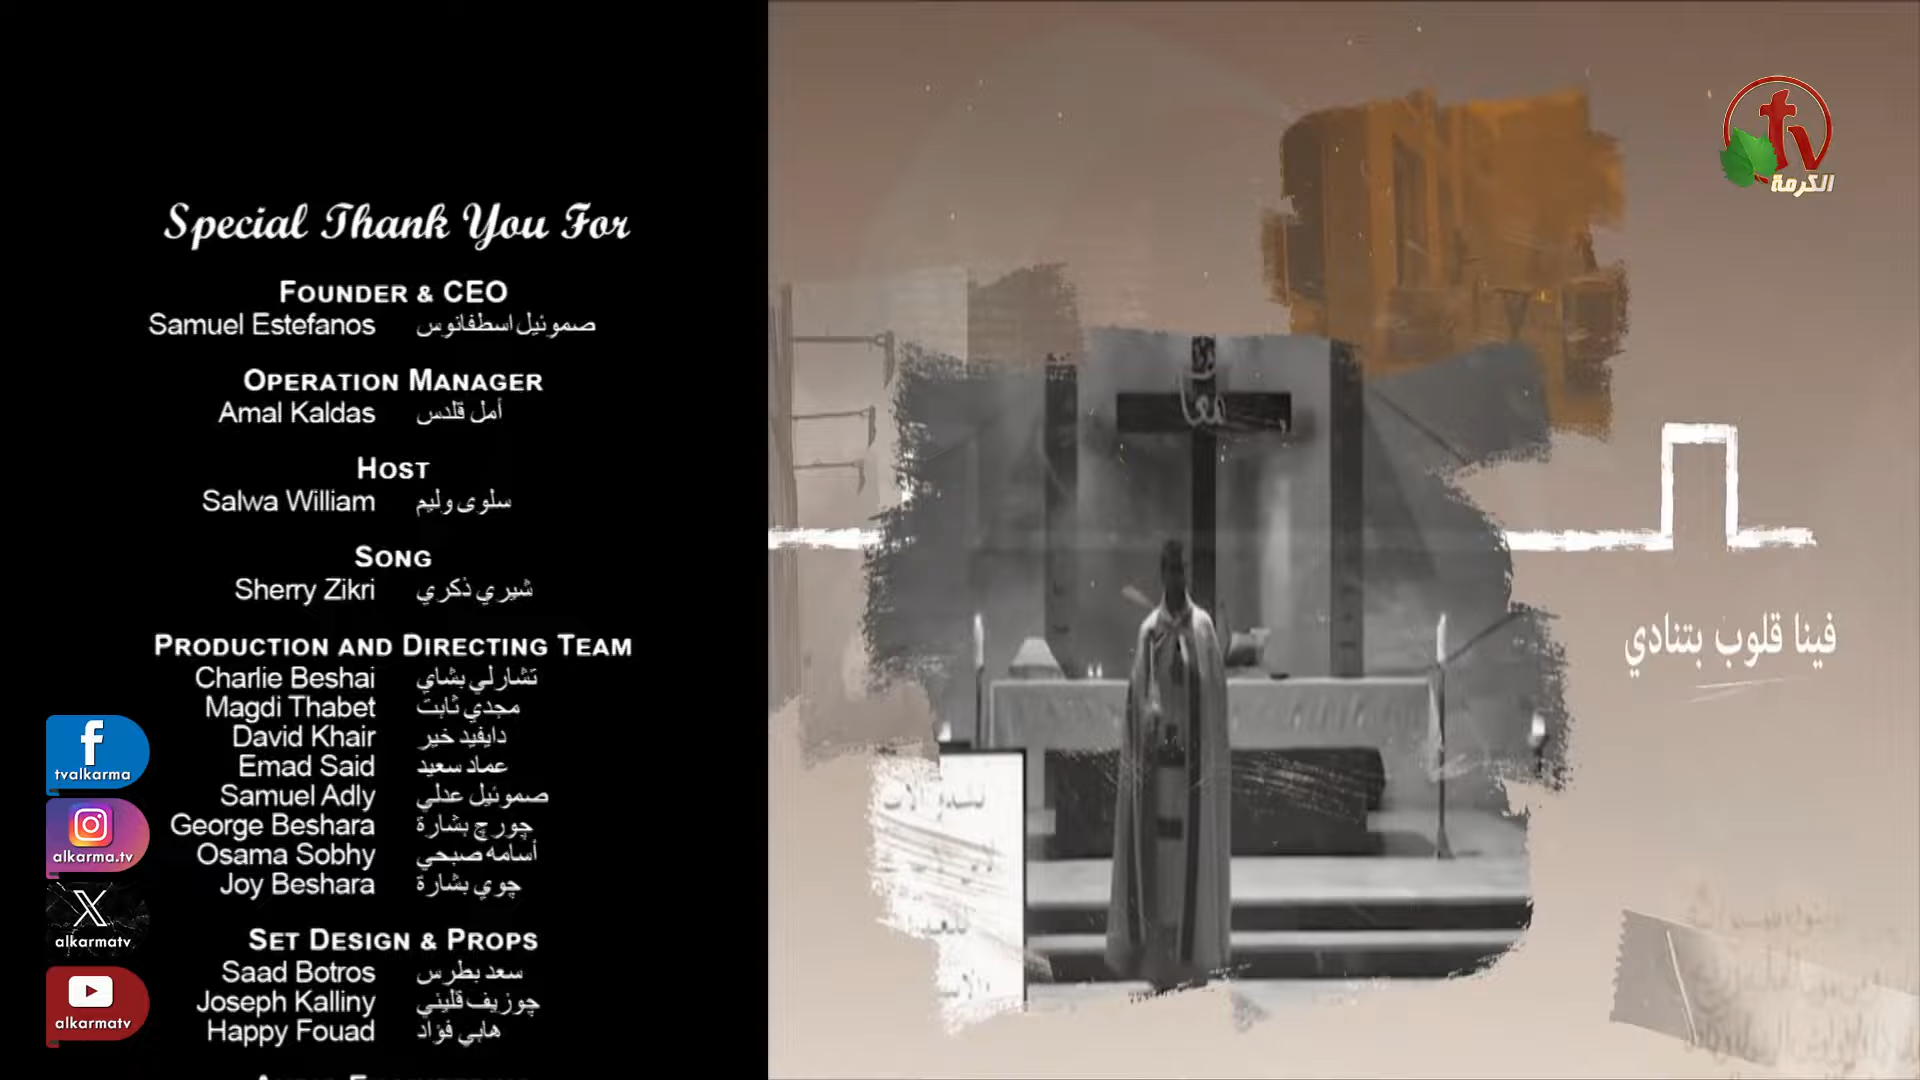 Special Thank You For
FOUNDER & CEO
Samuel Estefanos صموئيل اسطفانوس
OPERATION MANAGER
Amal Kaldas أمل قلدس
HOST
Salwa William سلوى وليم
SONG
Sherry Zikri شيري ذكري
PRODUCTION AND DIRECTING TEAM
Charlie Beshai تشارلي بشاي
Magdi Thabet مجدي ثابت
David Khair دايفيد خير
Emad Said عماد سعيد
Samuel Adly صموئيل عدلي
George Beshara چورچ بشارة
Osama Sobhy أسامه صبحي
Joy Beshara چوي بشارة
SET DESIGN & PROPS
Saad Botros سعد بطرس
Joseph Kalliny چوزيف قليني
Happy Fouad هابي فؤاد
tvalkarma
alkarma.tv
alkarmatv
alkarmatv
tv
الكرمة
معا
فينا قلوب بتنادي